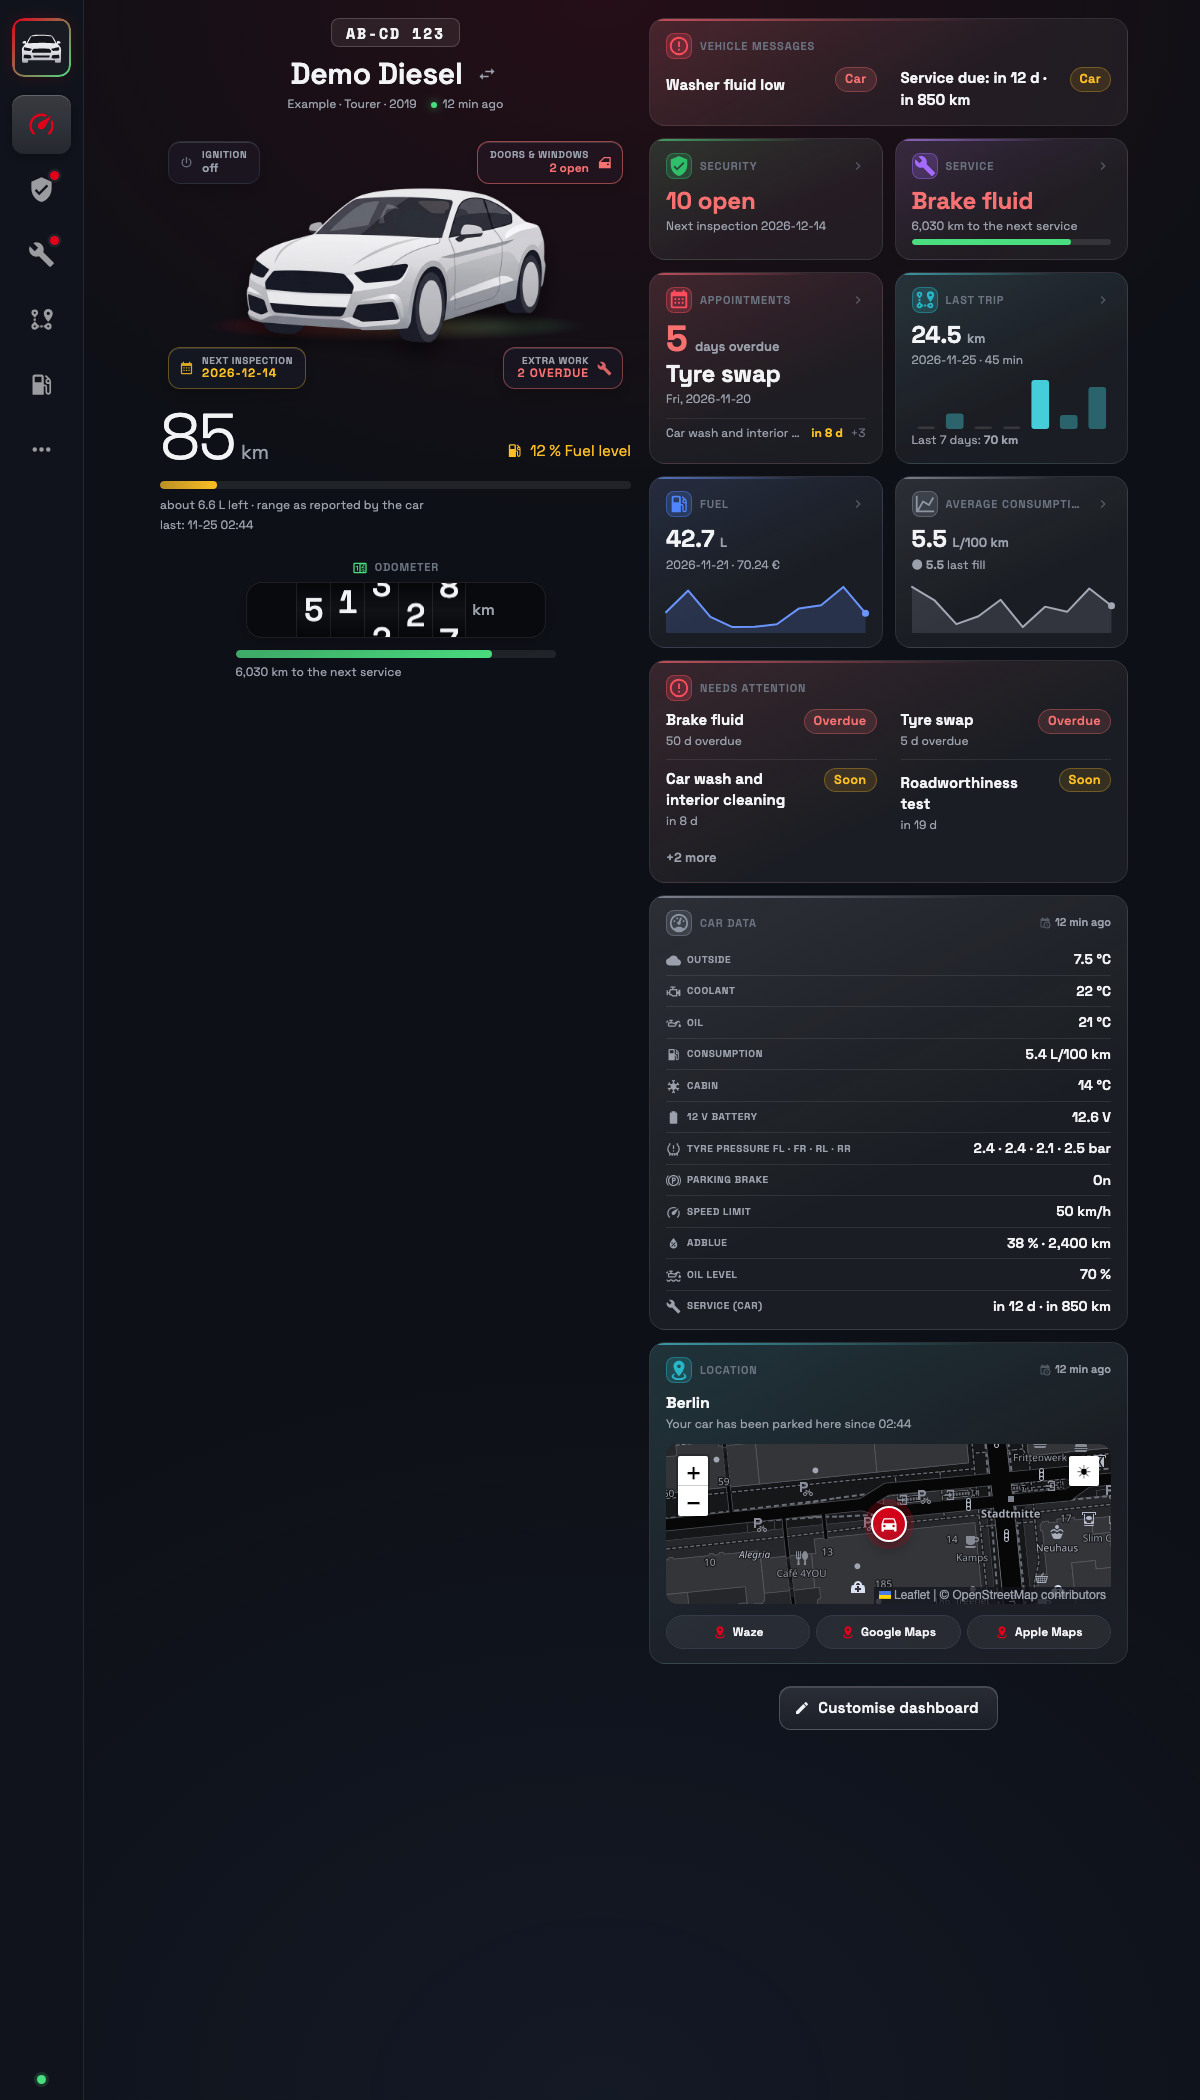 AB-CD 123
Demo Diesel
Example · Tourer · 2019 12 min ago
IGNITION
off
DOORS & WINDOWS
2 open
NEXT INSPECTION
2026-12-14
EXTRA WORK
2 OVERDUE
85 km
12 % Fuel level
about 6.6 L left · range as reported by the car
last: 11-25 02:44
ODOMETER
km
6,030 km to the next service
VEHICLE MESSAGES
Washer fluid low
Car
Service due: in 12 d ·
in 850 km
Car
SECURITY
10 open
Next inspection 2026-12-14
SERVICE
Brake fluid
6,030 km to the next service
APPOINTMENTS
5 days overdue
Tyre swap
Fri, 2026-11-20
Car wash and interior ... in 8 d +3
LAST TRIP
24.5 km
2026-11-25 · 45 min
Last 7 days: 70 km
FUEL
42.7 L
2026-11-21 · 70.24 €
AVERAGE CONSUMPTI...
5.5 L/100 km
5.5 last fill
NEEDS ATTENTION
Brake fluid
Overdue
50 d overdue
Tyre swap
Overdue
5 d overdue
Car wash and
interior cleaning
Soon
in 8 d
Roadworthiness
test
Soon
in 19 d
+2 more
CAR DATA
12 min ago
OUTSIDE 7.5 °C
COOLANT 22 °C
OIL 21 °C
CONSUMPTION 5.4 L/100 km
CABIN 14 °C
12 V BATTERY 12.6 V
TYRE PRESSURE FL · FR · RL · RR 2.4 · 2.4 · 2.1 · 2.5 bar
PARKING BRAKE On
SPEED LIMIT 50 km/h
ADBLUE 38 % · 2,400 km
OIL LEVEL 70 %
SERVICE (CAR) in 12 d · in 850 km
LOCATION
12 min ago
Berlin
Your car has been parked here since 02:44
+
−
Frittenwerk
59
Stadtmitte
17
14
Neuhaus
Slim
Kamps
Alegria
13
10
Café 4YOU
185
Leaflet | © OpenStreetMap contributors
Waze
Google Maps
Apple Maps
Customise dashboard